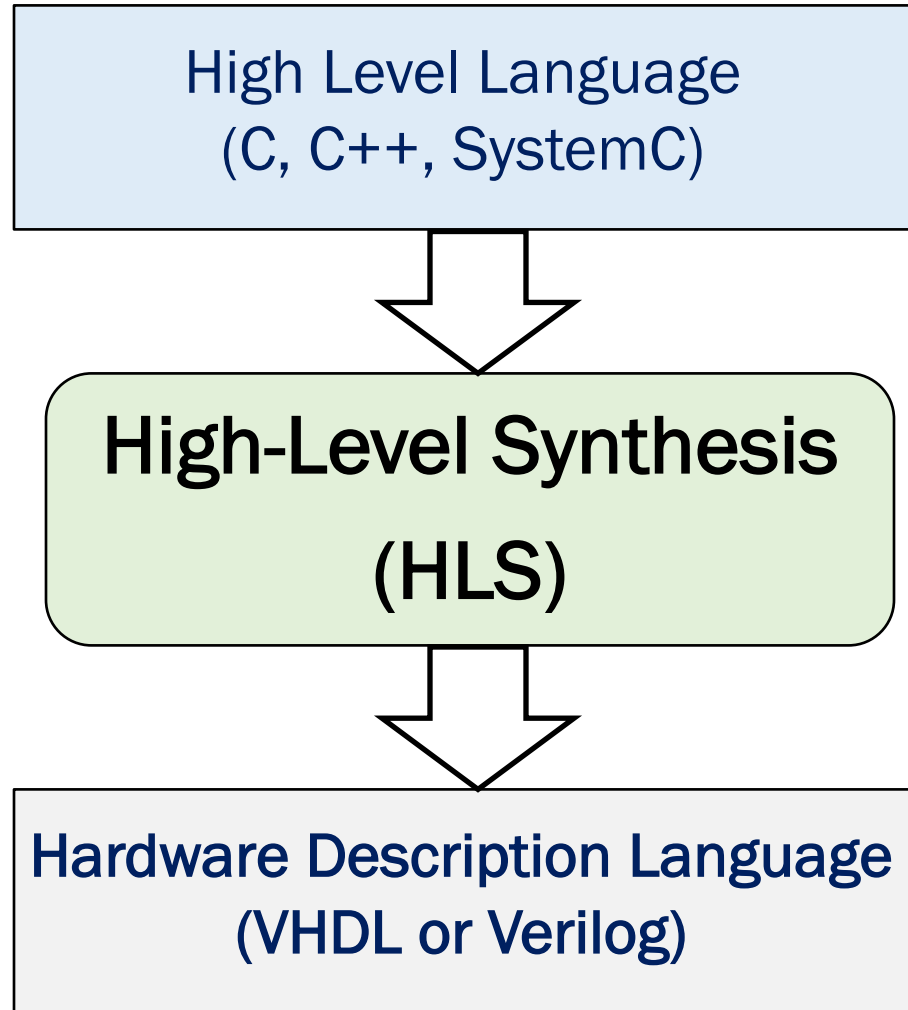 High Level Language
(C, C++, SystemC)
High-Level Synthesis
(HLS)
Hardware Description Language
(VHDL or Verilog)